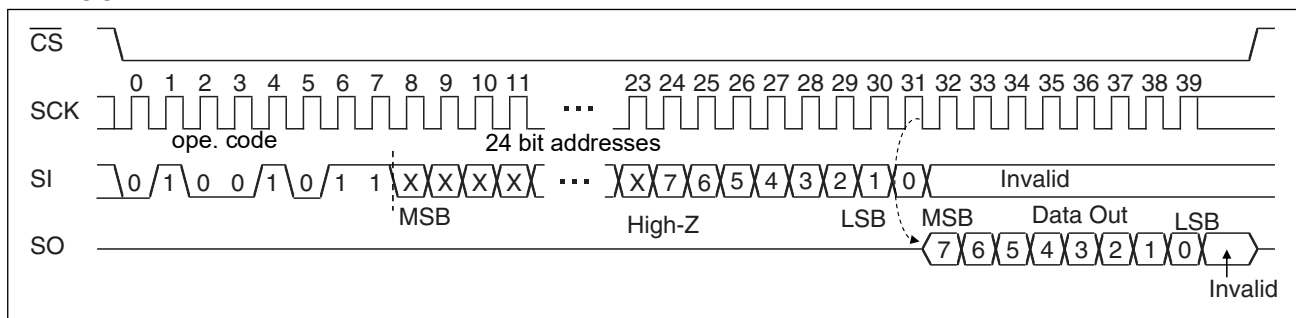 CS
0 1 2 3 4 5 6 7 8 9 10 11 23 24 25 26 27 28 29 30 31 32 33 34 35 36 37 38 39
SCK ...
ope. code 24 bit addresses
SI 0 1 0 0 1 0 1 1 X X X X ... X 7 6 5 4 3 2 1 0 Invalid
MSB High-Z LSB MSB Data Out LSB
SO 7 6 5 4 3 2 1 0
Invalid